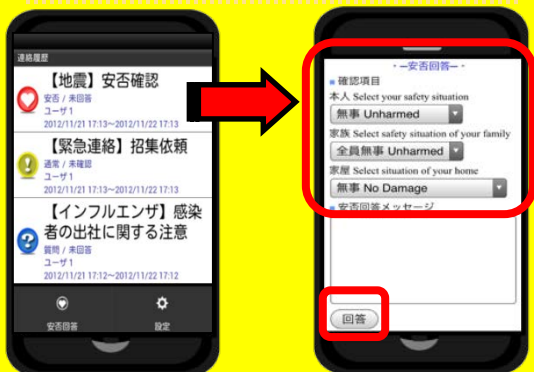 連絡履歴
【地震】安否確認
安否 / 未回答
ユーザ1
2012/11/21 17:13～2012/11/22 17:13
【緊急連絡】招集依頼
通常 / 未確認
ユーザ1
2012/11/21 17:13～2012/11/22 17:13
【インフルエンザ】感染
者の出社に関する注意
質問 / 未回答
ユーザ1
2012/11/21 17:12～2012/11/22 17:12
安否回答
設定
- -安否回答- -
確認項目
本人 Select your safety situation
無事 Unharmed
家族 Select safety situation of your family
全員無事 Unharmed
家屋 Select situation of your home
無事 No Damage
安否回答メッセージ
回答